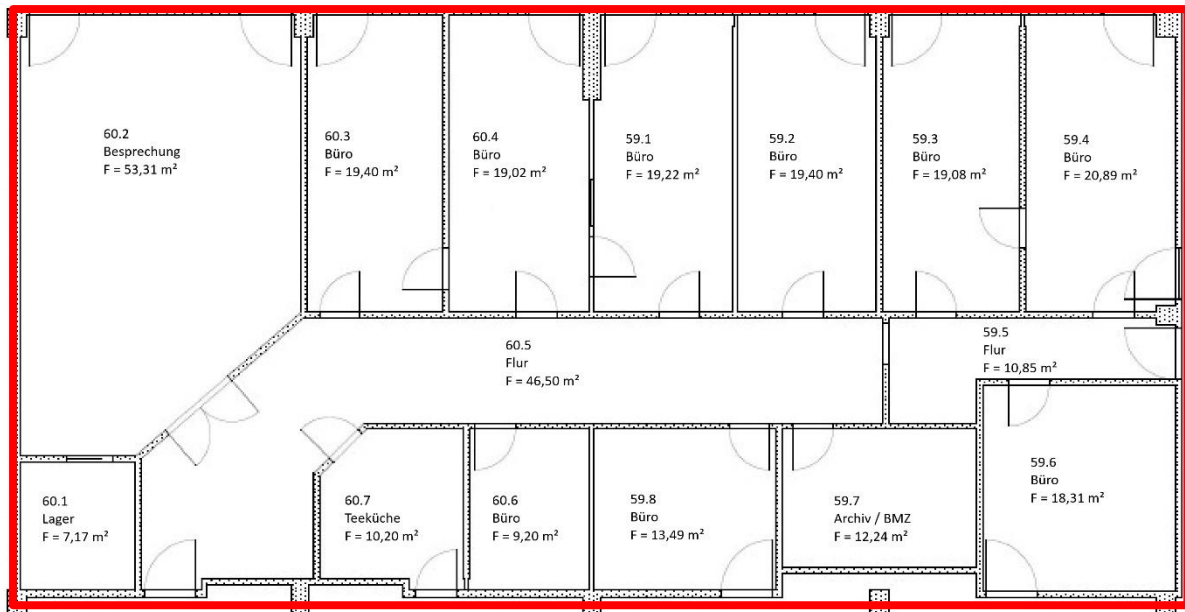 60.2
Besprechung
F = 53,31 m²
60.3
Büro
F = 19,40 m²
60.4
Büro
F = 19,02 m²
59.1
Büro
F = 19,22 m²
59.2
Büro
F = 19,40 m²
59.3
Büro
F = 19,08 m²
59.4
Büro
F = 20,89 m²
60.5
Flur
F = 46,50 m²
59.5
Flur
F = 10,85 m²
60.1
Lager
F = 7,17 m²
60.7
Teeküche
F = 10,20 m²
60.6
Büro
F = 9,20 m²
59.8
Büro
F = 13,49 m²
59.7
Archiv / BMZ
F = 12,24 m²
59.6
Büro
F = 18,31 m²